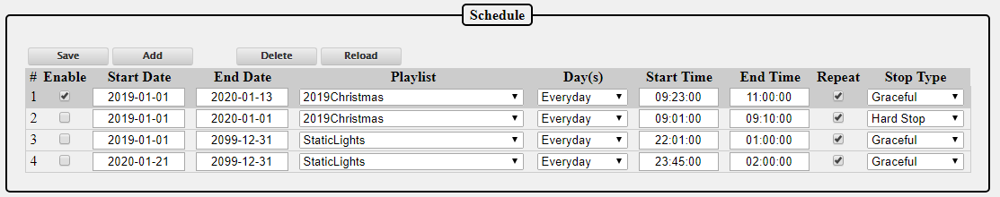 Schedule
Save Add Delete Reload
# Enable Start Date End Date Playlist Day(s) Start Time End Time Repeat Stop Type
1 2019-01-01 2020-01-13 2019Christmas Everyday 09:23:00 11:00:00 Graceful
2 2019-01-01 2020-01-01 2019Christmas Everyday 09:01:00 09:10:00 Hard Stop
3 2019-01-01 2099-12-31 StaticLights Everyday 22:01:00 01:00:00 Graceful
4 2020-01-21 2099-12-31 StaticLights Everyday 23:45:00 02:00:00 Graceful